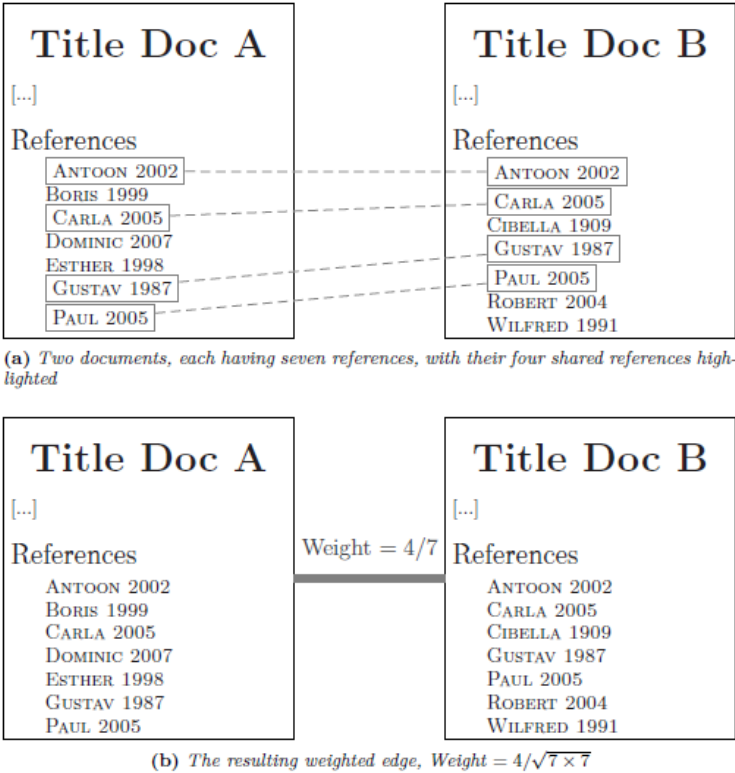 Title Doc A
[...]
References
ANTOON 2002
BORIS 1999
CARLA 2005
DOMINIC 2007
ESTHER 1998
GUSTAV 1987
PAUL 2005
Title Doc B
[...]
References
ANTOON 2002
CARLA 2005
CIBELLA 1909
GUSTAV 1987
PAUL 2005
ROBERT 2004
WILFRED 1991
(a) Two documents, each having seven references, with their four shared references high-
lighted
Title Doc A
[...]
References
ANTOON 2002
BORIS 1999
CARLA 2005
DOMINIC 2007
ESTHER 1998
GUSTAV 1987
PAUL 2005
Weight = 4/7
Title Doc B
[...]
References
ANTOON 2002
CARLA 2005
CIBELLA 1909
GUSTAV 1987
PAUL 2005
ROBERT 2004
WILFRED 1991
(b) The resulting weighted edge, Weight = 4/√7 × 7